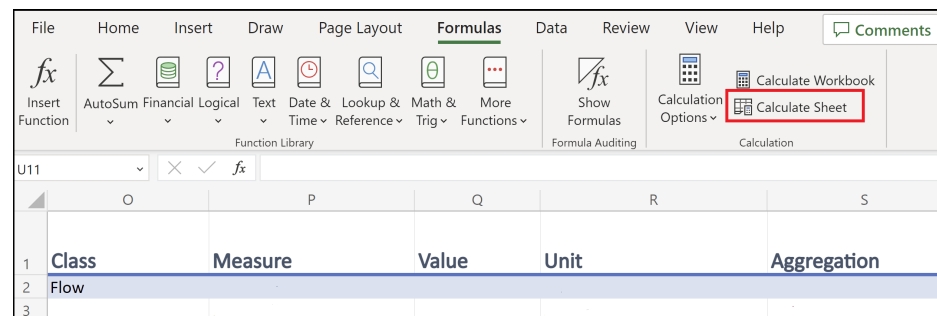 File Home Insert Draw Page Layout Formulas Data Review View Help Comments
fx Insert Function
AutoSum
Financial
Logical
Text
Date & Time
Lookup & Reference
Math & Trig
More Functions
Function Library
Show Formulas
Formula Auditing
Calculation Options
Calculate Workbook
Calculate Sheet
Calculation
U11 fx
O P Q R S
1 Class Measure Value Unit Aggregation
2 Flow
3